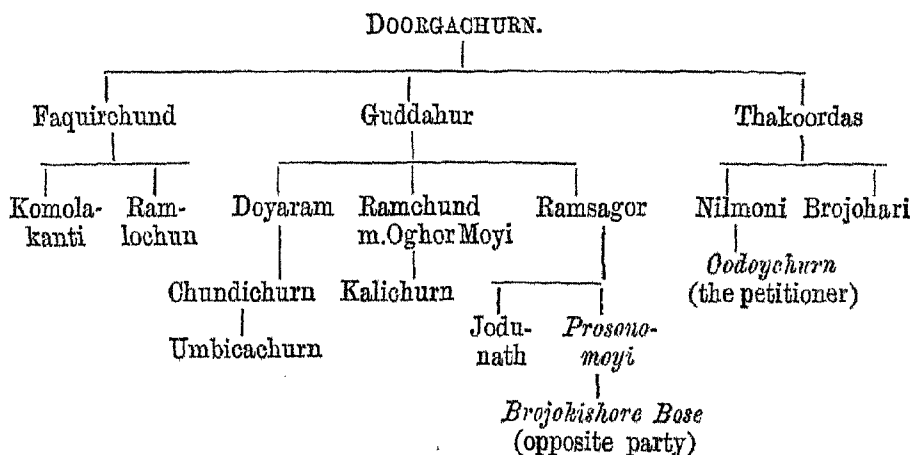 DOORGACHURN.
Faquirchund Guddahur Thakoordas
Komola- Ram- Doyaram Ramchund Ramsagor Nilmoni Brojohari
kanti lochun m. Oghor Moyi
Oodoychurn
Chundichurn Kalichurn (the petitioner)
Jodu- Prosono-
Umbicachurn nath moyi
Brojokishore Bose
(opposite party)